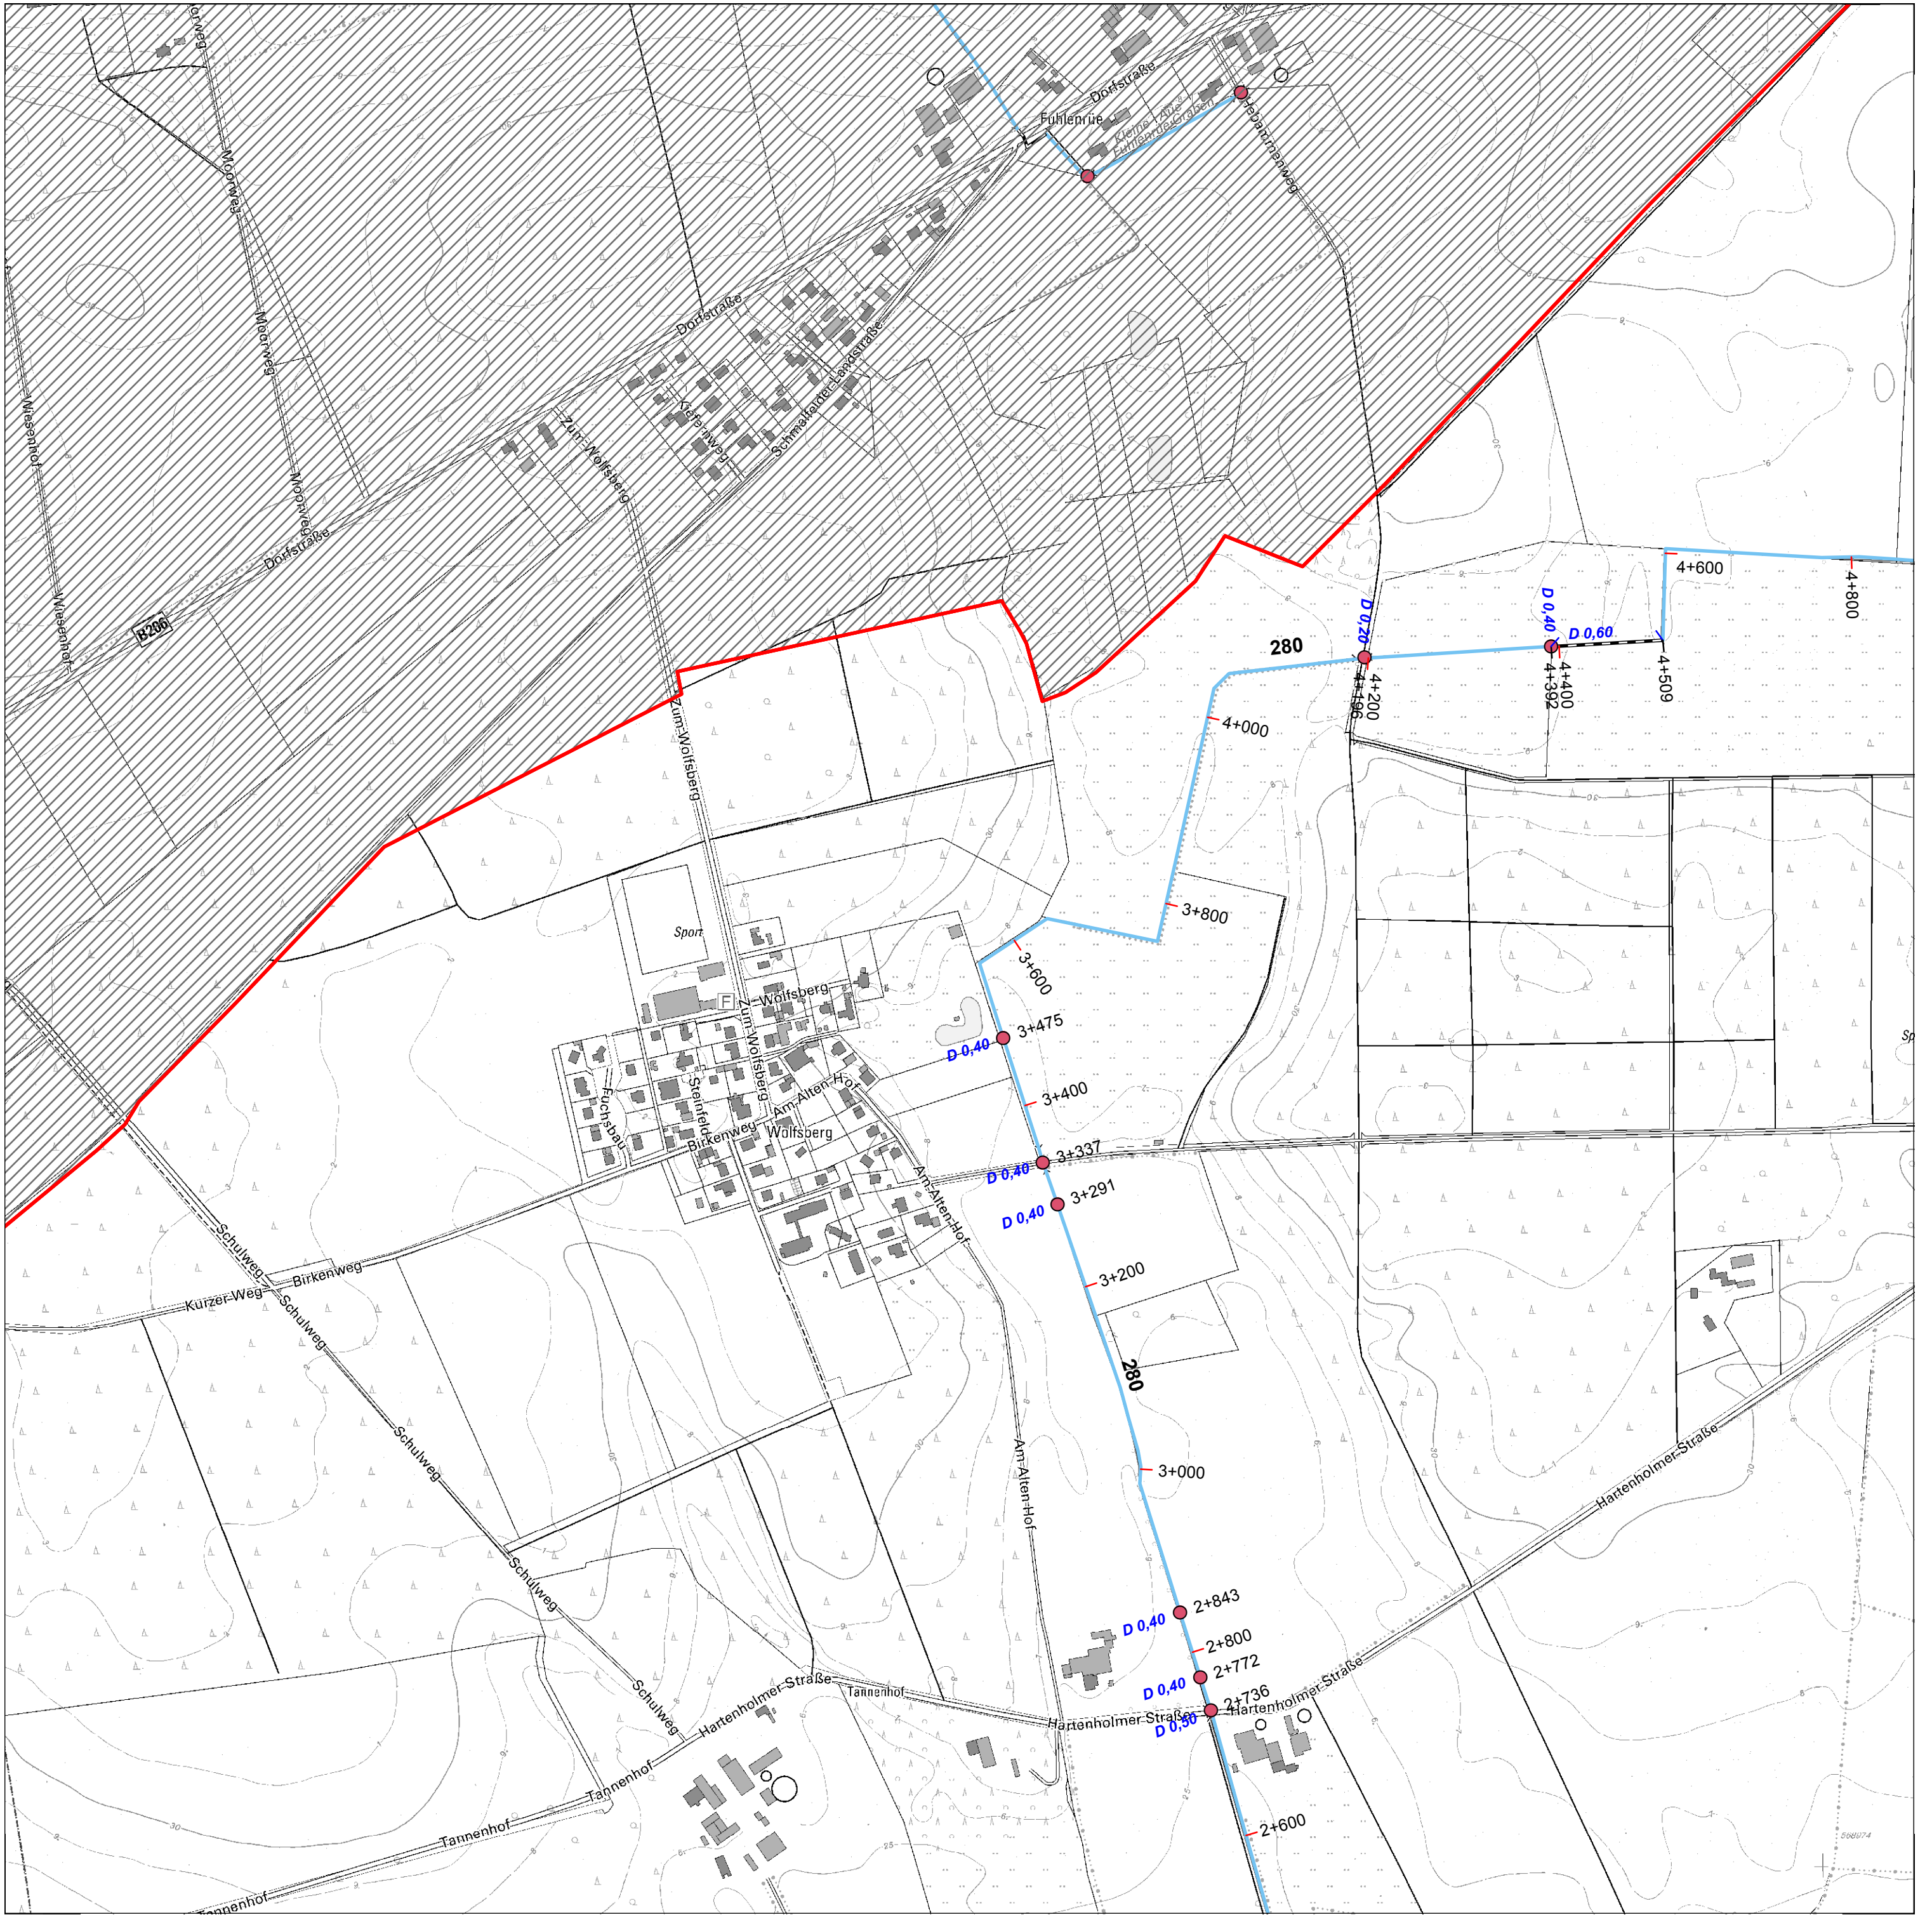 Moorweg
Dorfstraße
Fuhlenrüe
Kleine Aue
Fuhlenrue-Graben
Hebammenweg
Moorweg
Moorweg
Dorfstraße
Schmalfelder-Landstraße
Kiefernweg
Zum-Wolfsberg
Wiesenhof
Moorweg
Dorfstraße
B206
Wiesenhof
4+600
4+800
D 0,20
D 0,40
D 0,60
280
4+196
4+200
4+392
4+400
4+509
4+000
Zum-Wolfsberg
3+800
Sport
3+600
F
Z.-Wolfsberg
Zum-Wolfsberg
3+475
D 0,40
Fuchsbau
Steinfeld
Am-Alten-Hof
3+400
Birkenweg
Wolfsberg
3+337
D 0,40
3+291
D 0,40
Am-Alten-Hof
Schulweg
Birkenweg
Kurzer-Weg
3+200
Schulweg
280
Schulweg
Am-Alten-Hof
3+000
Hartenholmer-Straße
Schulweg
2+843
D 0,40
2+800
2+772
D 0,40
2+736
D 0,50
Schulweg
Hartenholmer-Straße
Tannenhof
Hartenholmer-Straße
Hartenholmer-Straße
Tannenhof
Tannenhof
2+600
Tannenhof